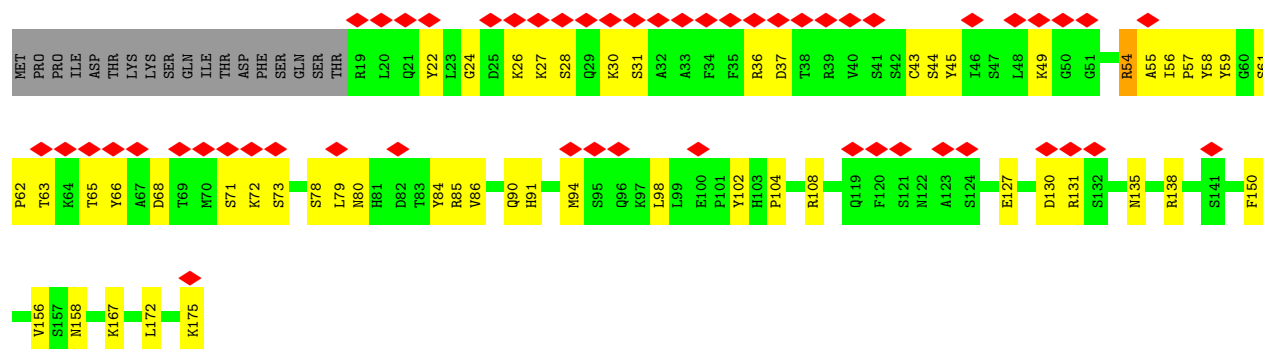 MET PRO PRO ILE ASP THR LYS LYS SER GLN ILE THR ASP PHE SER GLN SER THR R19 L20 Q21 Y22 L23 G24 D25 K26 K27 S28 Q29 K30 S31 A32 A33 F34 F35 R36 D37 T38 R39 V40 S41 S42 C43 S44 Y45 I46 S47 L48 K49 G50 G51 R54 A55 I56 P57 Y58 Y59 G60 S61
P62 T63 K64 T65 Y66 A67 D68 T69 M70 S71 K72 S73 S78 L79 N80 H81 D82 T83 Y84 R85 V86 Q90 H91 M94 S95 Q96 K97 L98 L99 E100 P101 Y102 H103 P104 R108 Q119 F120 S121 N122 A123 S124 E127 D130 R131 S132 N135 R138 S141 F150
V156 S157 N158 K167 L172 K175